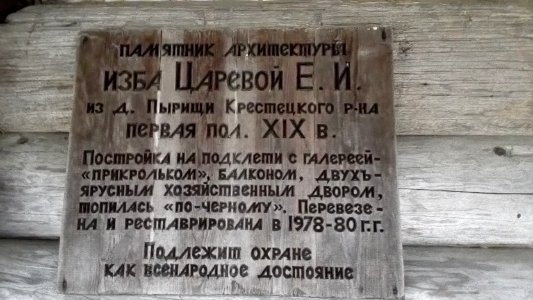 ПАМЯТНИК АРХИТЕКТУРЫ
ИЗБА ЦАРЕВОЙ Е. И.
ИЗ Д. ПЫРИЩИ КРЕСТЕЦКОГО Р-НА
ПЕРВАЯ ПОЛ. XIX В.
ПОСТРОЙКА НА ПОДКЛЕТИ С ГАЛЕРЕЕЙ-
«ПРИКРОЛЬКОМ», БАЛКОНОМ, ДВУХЪ-
ЯРУСНЫМ ХОЗЯЙСТВЕННЫМ ДВОРОМ,
ТОПИЛАСЬ «ПО-ЧЕРНОМУ». ПЕРЕВЕЗЕ-
НА И РЕСТАВРИРОВАНА В 1978-80 Г.Г.
ПОДЛЕЖИТ ОХРАНЕ
КАК ВСЕНАРОДНОЕ ДОСТОЯНИЕ